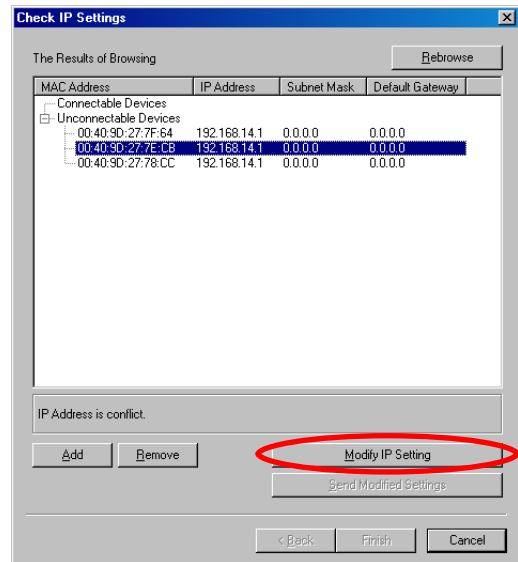 Check IP Settings
The Results of Browsing
Rebrowse
MAC Address IP Address Subnet Mask Default Gateway
Connectable Devices
Unconnectable Devices
00:40:9D:27:7F:64 192.168.14.1 0.0.0.0 0.0.0.0
00:40:9D:27:7E:CB 192.168.14.1 0.0.0.0 0.0.0.0
00:40:9D:27:78:CC 192.168.14.1 0.0.0.0 0.0.0.0
IP Address is conflict.
Add Remove Modify IP Setting
Send Modified Settings
< Back Finish Cancel